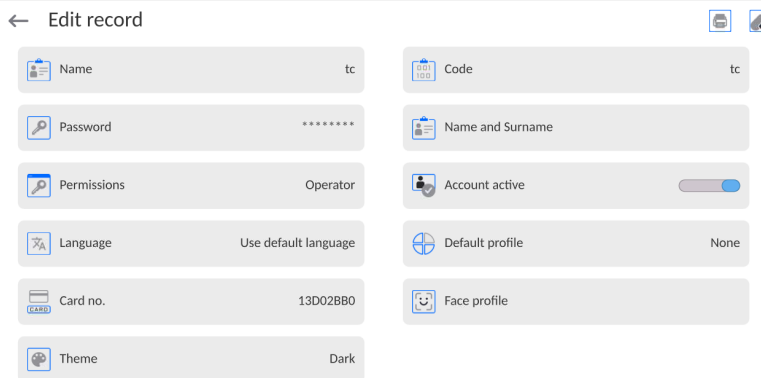 Edit record
Name tc
Code 001 100 tc
Password ********
Name and Surname
Permissions Operator
Account active
Language Use default language
Default profile None
CARD Card no. 13D02BB0
Face profile
Theme Dark